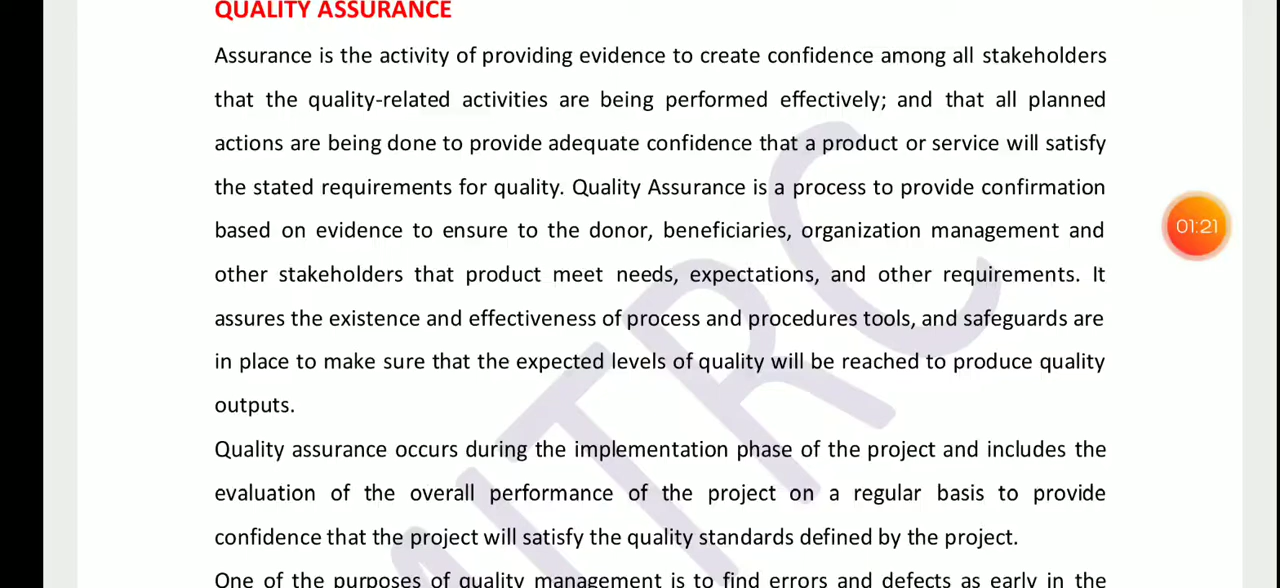 QUALITY ASSURANCE
Assurance is the activity of providing evidence to create confidence among all stakeholders
that the quality-related activities are being performed effectively; and that all planned
actions are being done to provide adequate confidence that a product or service will satisfy
the stated requirements for quality. Quality Assurance is a process to provide confirmation
based on evidence to ensure to the donor, beneficiaries, organization management and
other stakeholders that product meet needs, expectations, and other requirements. It
assures the existence and effectiveness of process and procedures tools, and safeguards are
in place to make sure that the expected levels of quality will be reached to produce quality
outputs.
Quality assurance occurs during the implementation phase of the project and includes the
evaluation of the overall performance of the project on a regular basis to provide
confidence that the project will satisfy the quality standards defined by the project.
One of the purposes of quality management is to find errors and defects as early in the
01:21
MTRC